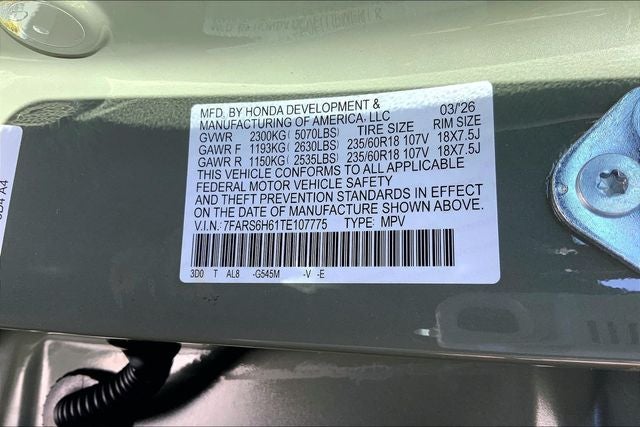 MFD. BY HONDA DEVELOPMENT & 03/'26
MANUFACTURING OF AMERICA, LLC
GVWR 2300KG( 5070LBS) TIRE SIZE RIM SIZE
GAWR F 1193KG( 2630LBS) 235/60R18 107V 18X7.5J
GAWR R 1150KG( 2535LBS) 235/60R18 107V 18X7.5J
THIS VEHICLE CONFORMS TO ALL APPLICABLE
FEDERAL MOTOR VEHICLE SAFETY
AND THEFT PREVENTION STANDARDS IN EFFECT
ON THE DATE OF MANUFACTURE SHOWN ABOVE.
V.I.N.: 7FARS6H61TE107775 TYPE: MPV
3D0 T AL8 -G545M -V -E